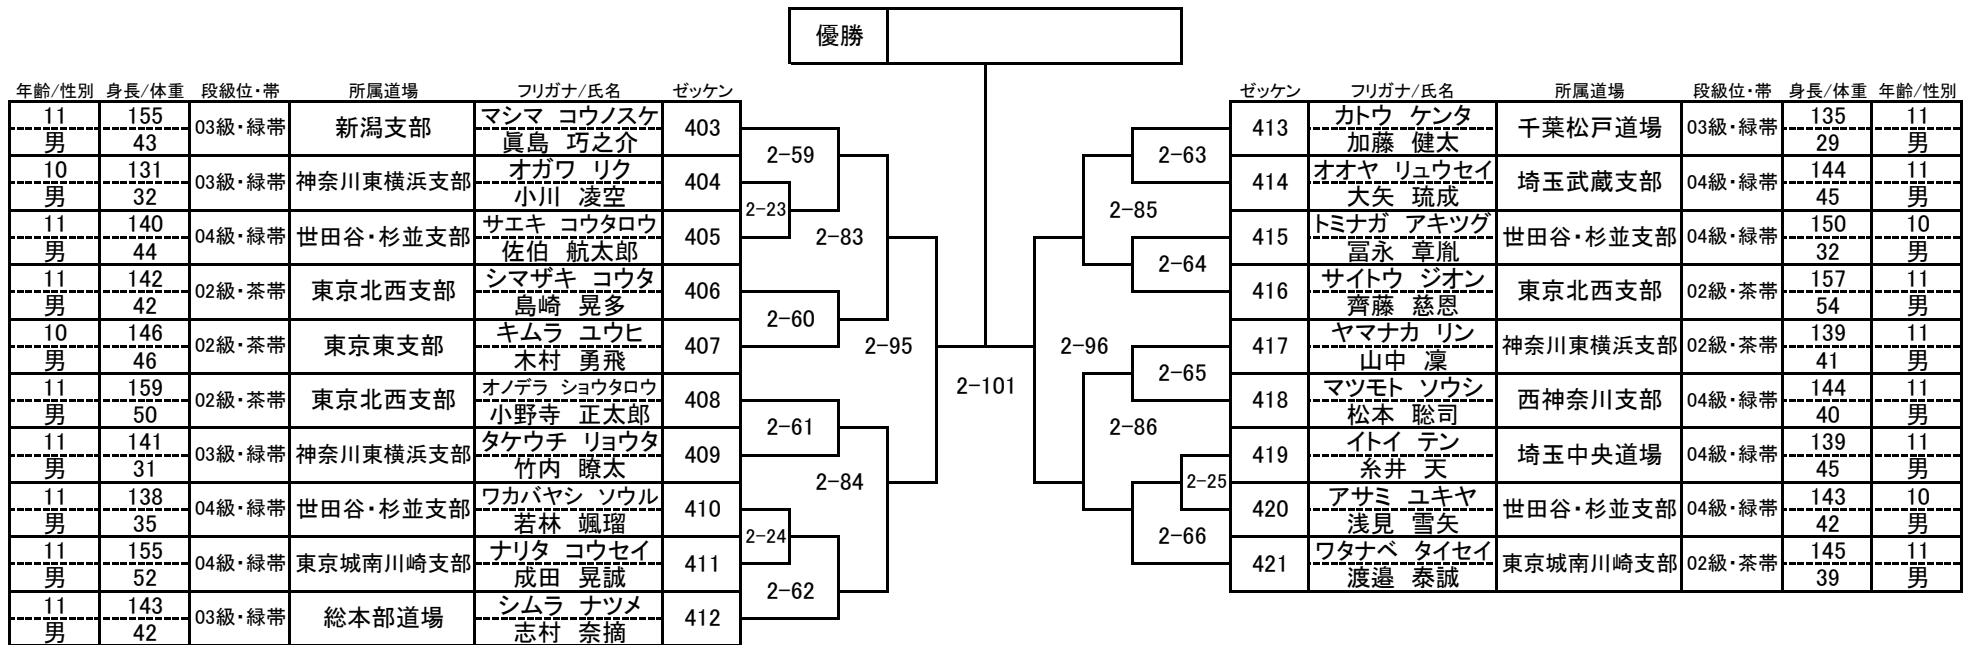 優勝
年齢/性別 身長/体重 段級位・帯 所属道場 フリガナ/氏名 ゼッケン
11 155 03級・緑帯 新潟支部 マシマ コウノスケ 403
男 43 眞島 巧之介
10 131 03級・緑帯 神奈川東横浜支部 オガワ リク 404
男 32 小川 凌空
11 140 04級・緑帯 世田谷・杉並支部 サエキ コウタロウ 405
男 44 佐伯 航太郎
11 142 02級・茶帯 東京北西支部 シマザキ コウタ 406
男 42 島崎 晃多
10 146 02級・茶帯 東京東支部 キムラ ユウヒ 407
男 46 木村 勇飛
11 159 02級・茶帯 東京北西支部 オノデラ ショウタロウ 408
男 50 小野寺 正太郎
11 141 03級・緑帯 神奈川東横浜支部 タケウチ リョウタ 409
男 31 竹内 瞭太
11 138 04級・緑帯 世田谷・杉並支部 ワカバヤシ ソウル 410
男 35 若林 颯瑠
11 155 04級・緑帯 東京城南川崎支部 ナリタ コウセイ 411
男 52 成田 晃誠
11 143 03級・緑帯 総本部道場 シムラ ナツメ 412
男 42 志村 奈摘
2-59
2-23
2-83
2-60
2-95
2-61
2-84
2-24
2-62
2-101
2-63
2-85
2-64
2-96
2-65
2-86
2-25
2-66
ゼッケン フリガナ/氏名 所属道場 段級位・帯 身長/体重 年齢/性別
413 カトウ ケンタ 千葉松戸道場 03級・緑帯 135 11
加藤 健太 29 男
414 オオヤ リュウセイ 埼玉武蔵支部 04級・緑帯 144 11
大矢 琉成 45 男
415 トミナガ アキツグ 世田谷・杉並支部 04級・緑帯 150 10
冨永 章胤 32 男
416 サイトウ ジオン 東京北西支部 02級・茶帯 157 11
齊藤 慈恩 54 男
417 ヤマナカ リン 神奈川東横浜支部 02級・茶帯 139 11
山中 凜 41 男
418 マツモト ソウシ 西神奈川支部 04級・緑帯 144 11
松本 聡司 40 男
419 イトイ テン 埼玉中央道場 04級・緑帯 139 11
糸井 天 45 男
420 アサミ ユキヤ 世田谷・杉並支部 04級・緑帯 143 10
浅見 雪矢 42 男
421 ワタナベ タイセイ 東京城南川崎支部 02級・茶帯 145 11
渡邉 泰誠 39 男